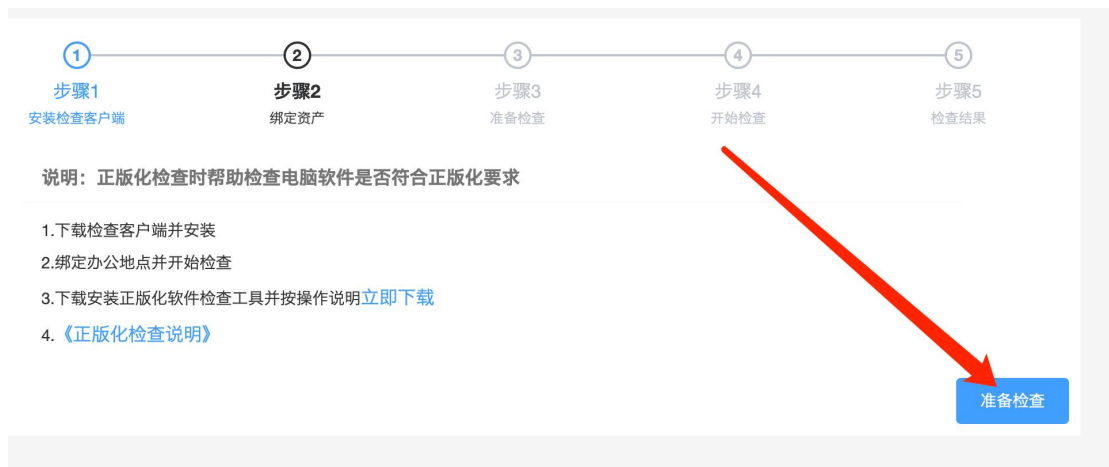 1 2 3 4 5
步骤1 步骤2 步骤3 步骤4 步骤5
安装检查客户端 绑定资产 准备检查 开始检查 检查结果
说明：正版化检查时帮助检查电脑软件是否符合正版化要求
1.下载检查客户端并安装
2.绑定办公地点并开始检查
3.下载安装正版化软件检查工具并按操作说明立即下载
4.《正版化检查说明》
准备检查